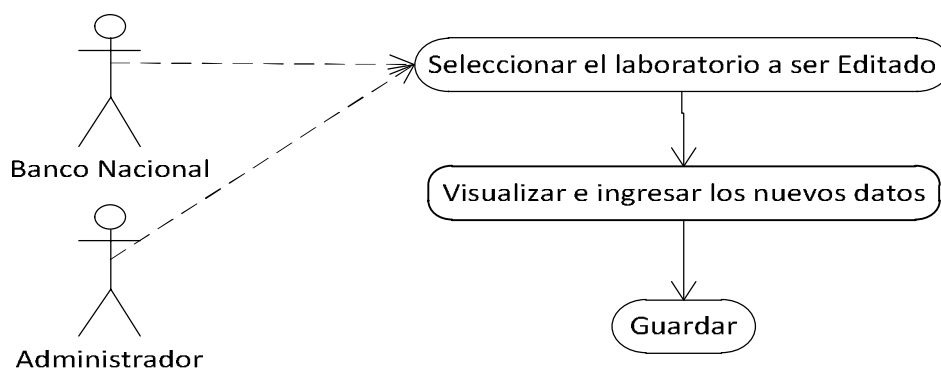 Seleccionar el laboratorio a ser Editado
Banco Nacional
Visualizar e ingresar los nuevos datos
Guardar
Administrador